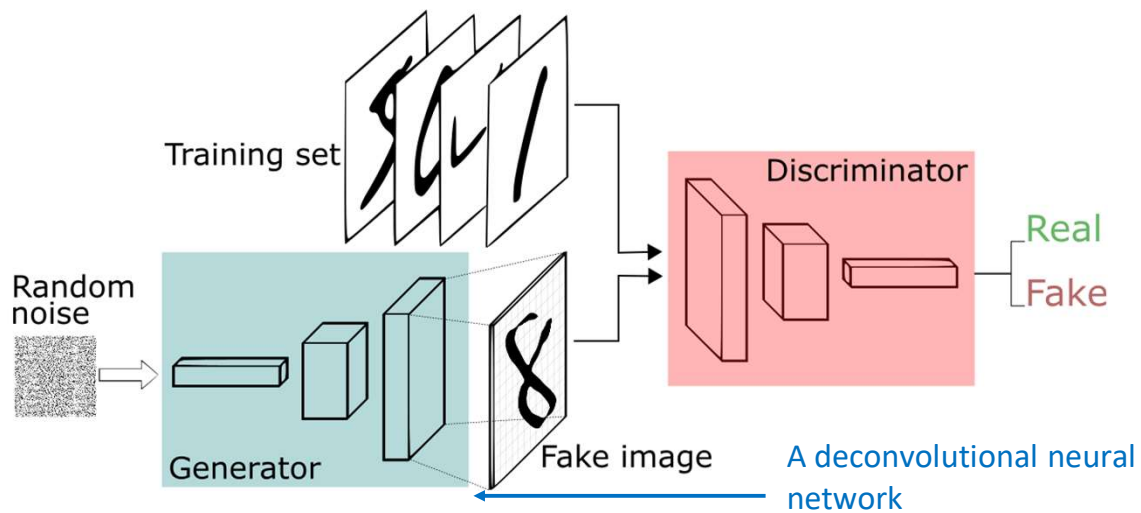 Training set
Discriminator
Real
Fake
Random
noise
Generator
Fake image
A deconvolutional neural
network